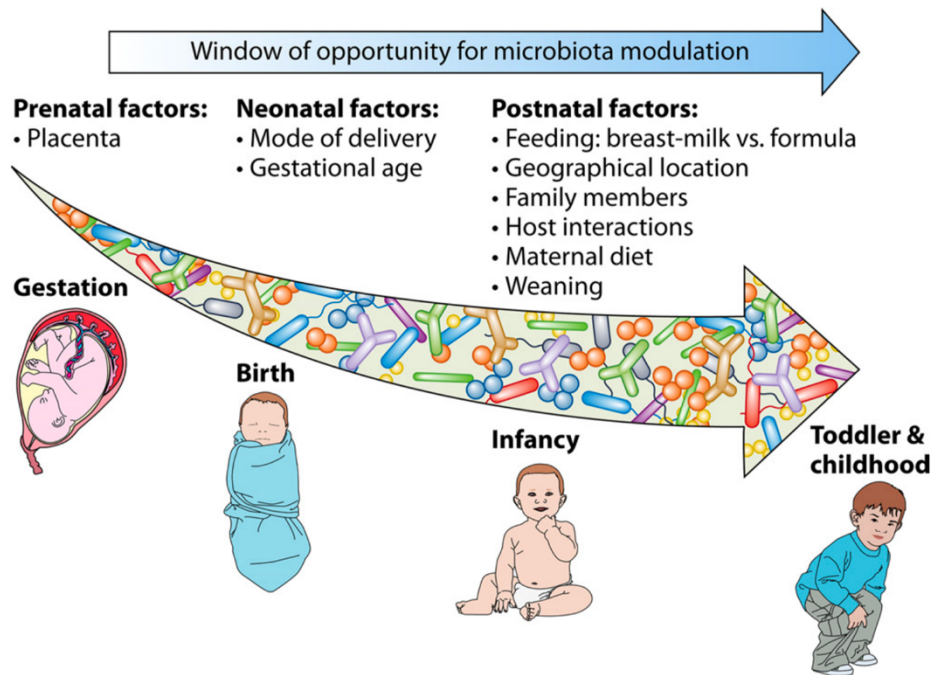 Window of opportunity for microbiota modulation
Prenatal factors:
• Placenta
Neonatal factors:
• Mode of delivery
• Gestational age
Postnatal factors:
• Feeding: breast-milk vs. formula
• Geographical location
• Family members
• Host interactions
• Maternal diet
• Weaning
Gestation
Birth
Infancy
Toddler &
childhood